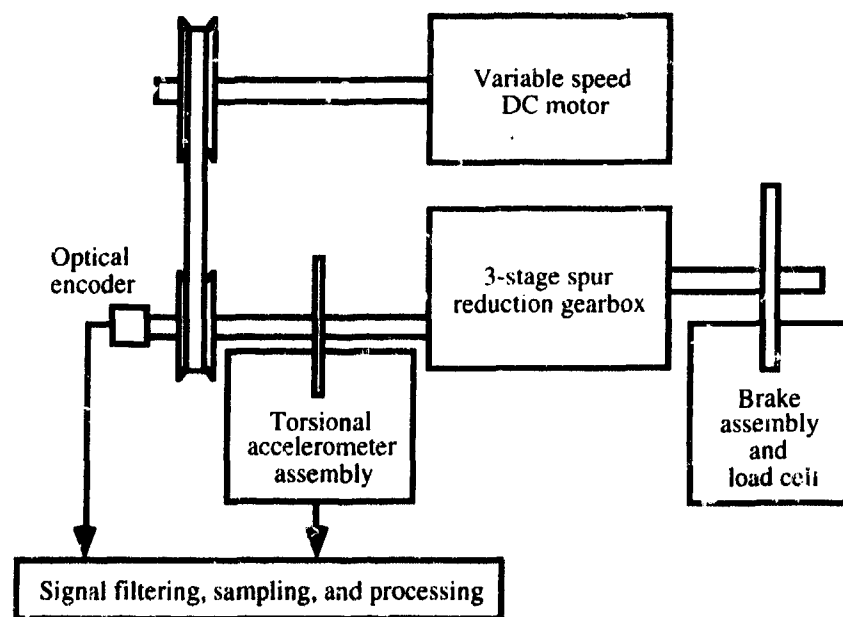 Variable speed
DC motor
Optical
encoder
3-stage spur
reduction gearbox
Torsional
accelerometer
assembly
Brake
assembly
and
load cell
Signal filtering, sampling, and processing